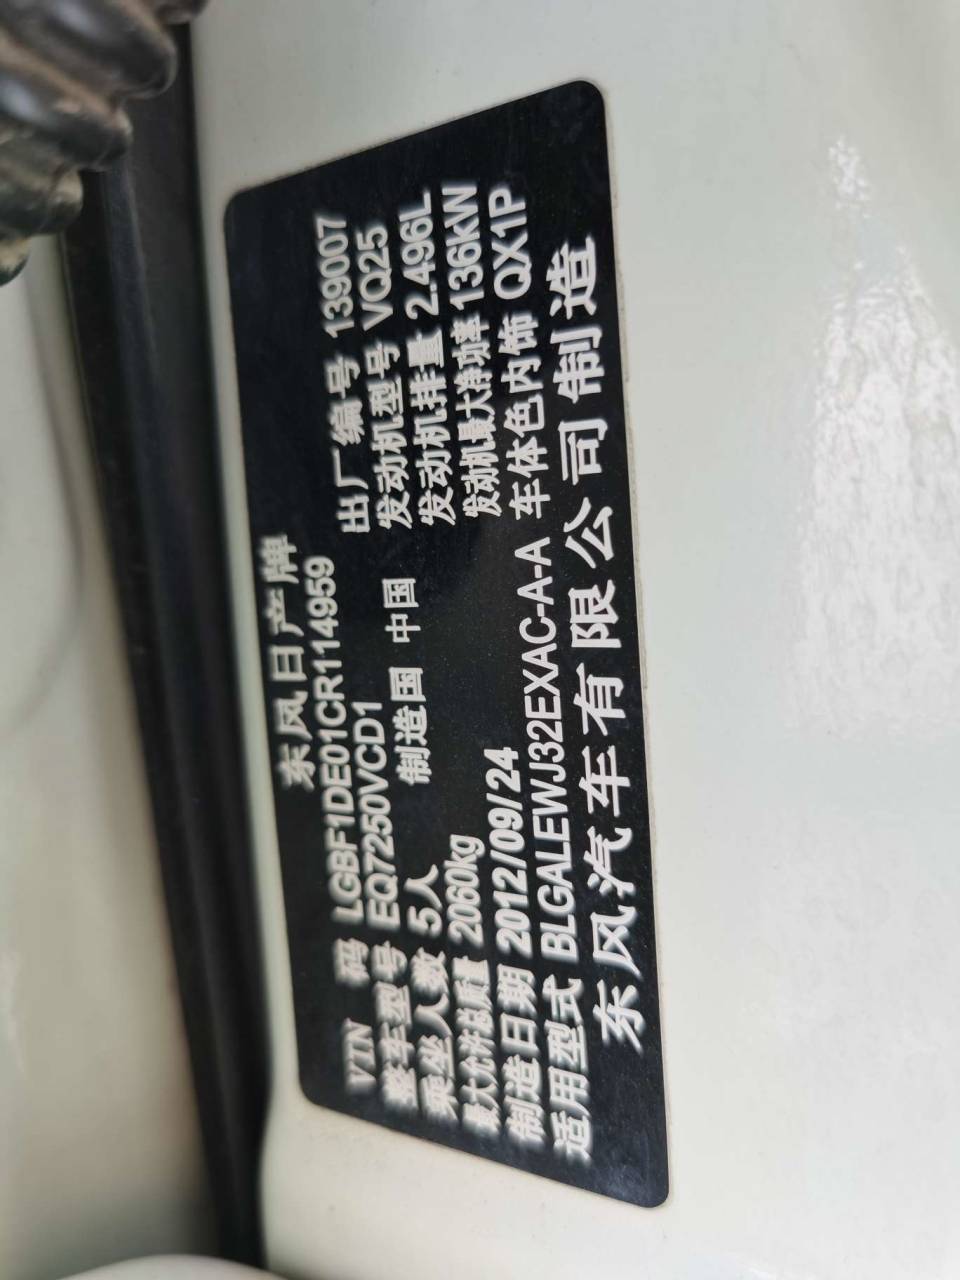 东风日产牌
VIN 码 LGBF1DE01CR114959 出厂编号 139007
整车型号 EQ7250VCD1 发动机型号 VQ25
乘坐人数 5人 制造国 中国 发动机排量 2.496L
最大允许总质量 2060kg 发动机最大净功率 136kW
制造日期 2012/09/24 车体色内饰 QX1P
适用型式 BLGALEWJ32EXAC-A-A
东风汽车有限公司制造